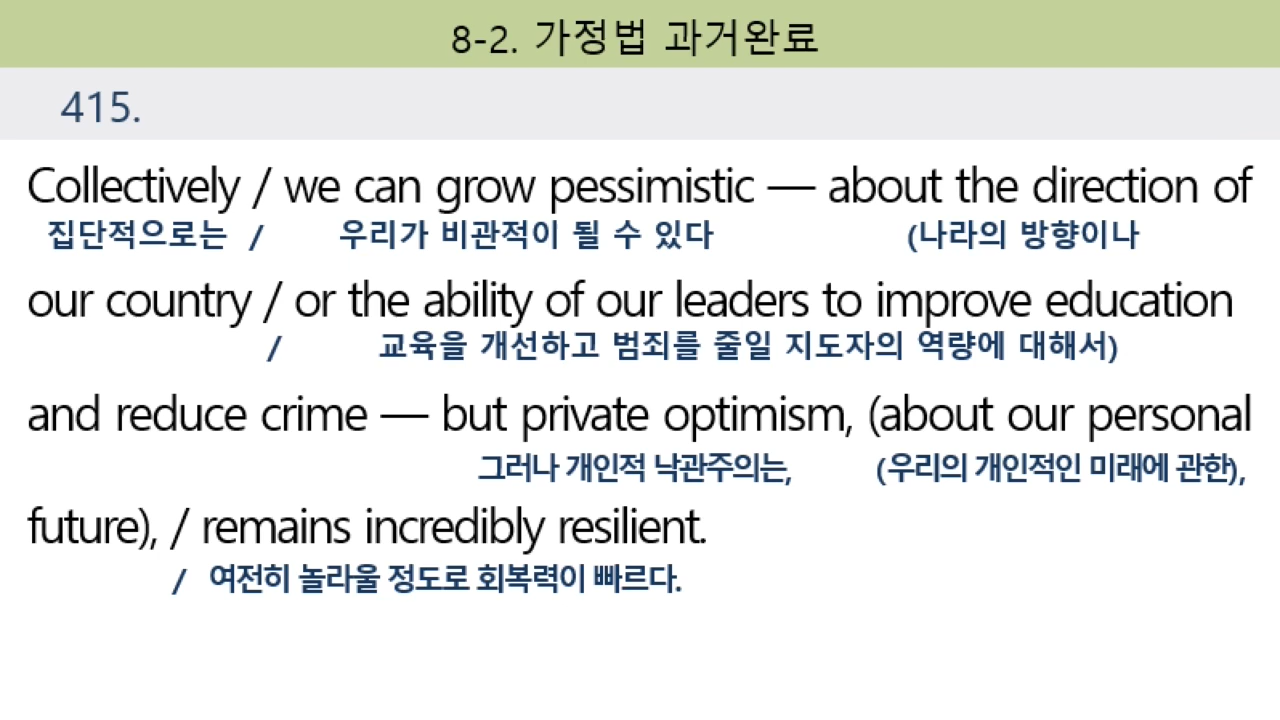 8-2. 가정법 과거완료
415.
Collectively / we can grow pessimistic — about the direction of
집단적으로는 / 우리가 비관적이 될 수 있다 (나라의 방향이나
our country / or the ability of our leaders to improve education
/ 교육을 개선하고 범죄를 줄일 지도자의 역량에 대해서)
and reduce crime — but private optimism, (about our personal
그러나 개인적 낙관주의는, (우리의 개인적인 미래에 관한),
future), / remains incredibly resilient.
/ 여전히 놀라울 정도로 회복력이 빠르다.